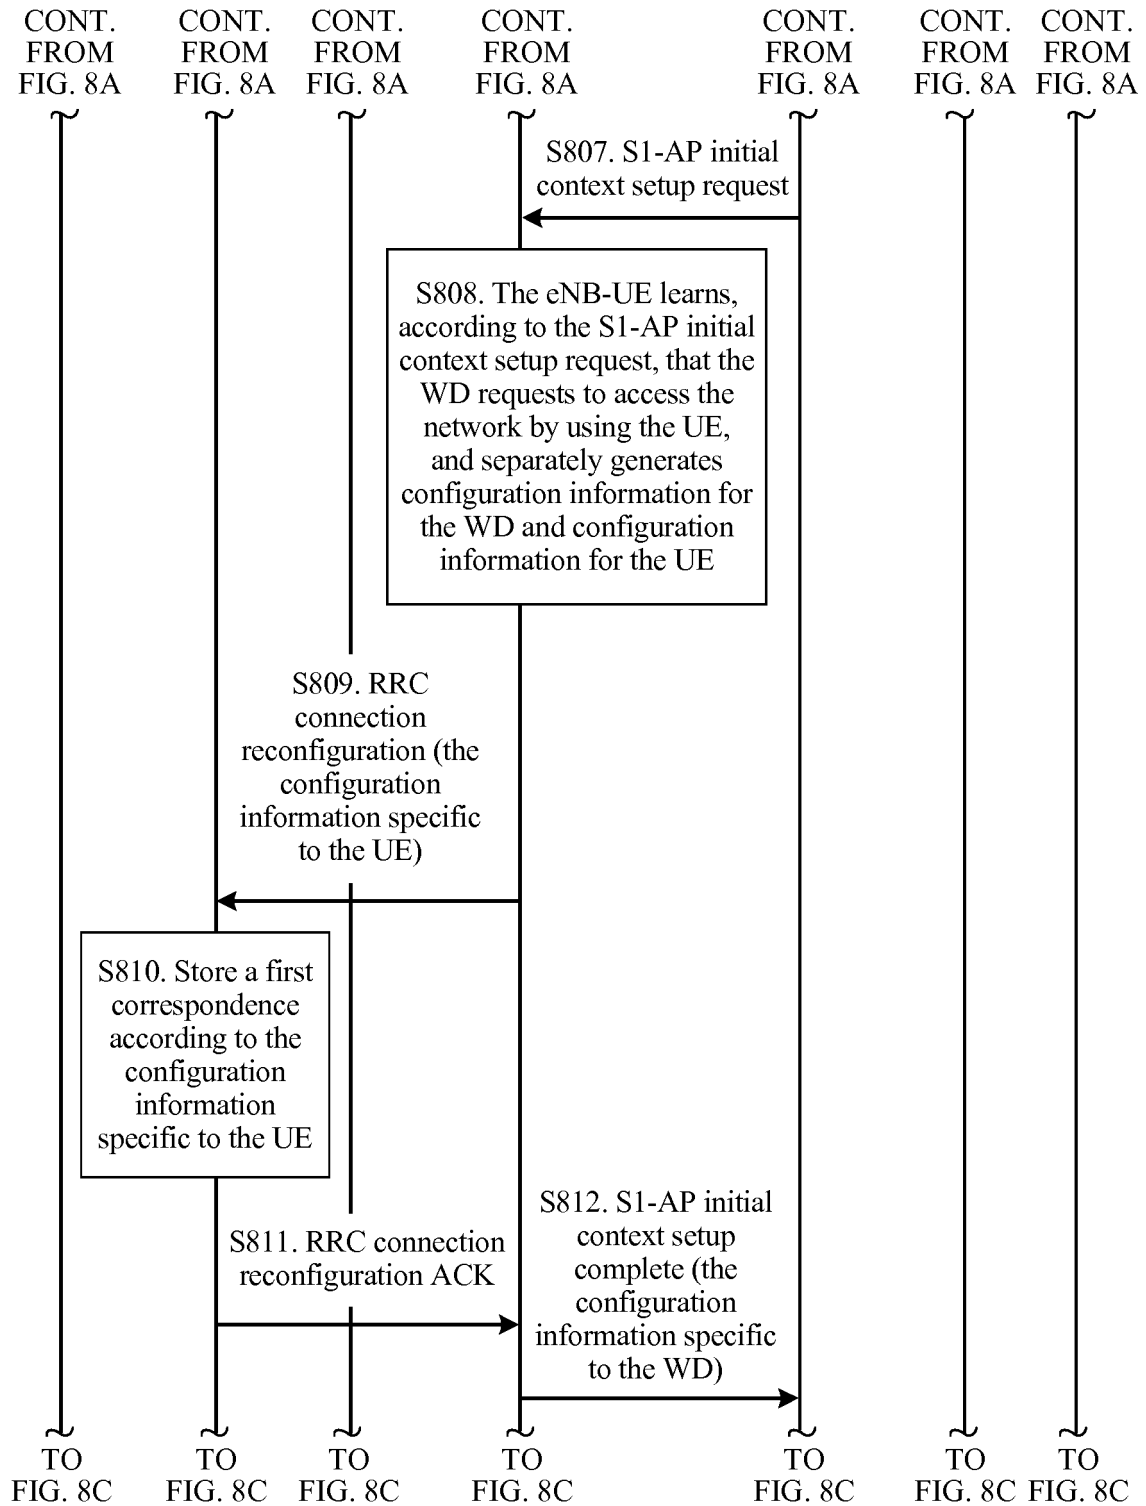 CONT. CONT. CONT. CONT. CONT. CONT. CONT.
FROM FROM FROM FROM FROM FROM FROM
FIG. 8A FIG. 8A FIG. 8A FIG. 8A FIG. 8A FIG. 8A FIG. 8A
S807. S1-AP initial
context setup request
S808. The eNB-UE learns,
according to the S1-AP initial
context setup request, that the
WD requests to access the
network by using the UE,
and separately generates
configuration information for
the WD and configuration
information for the UE
S809. RRC
connection
reconfiguration (the
configuration
information specific
to the UE)
S810. Store a first
correspondence
according to the
configuration
information
specific to the UE
S811. RRC connection
reconfiguration ACK
S812. S1-AP initial
context setup
complete (the
configuration
information specific
to the WD)
TO TO TO TO TO TO TO
FIG. 8C FIG. 8C FIG. 8C FIG. 8C FIG. 8C FIG. 8C FIG. 8C